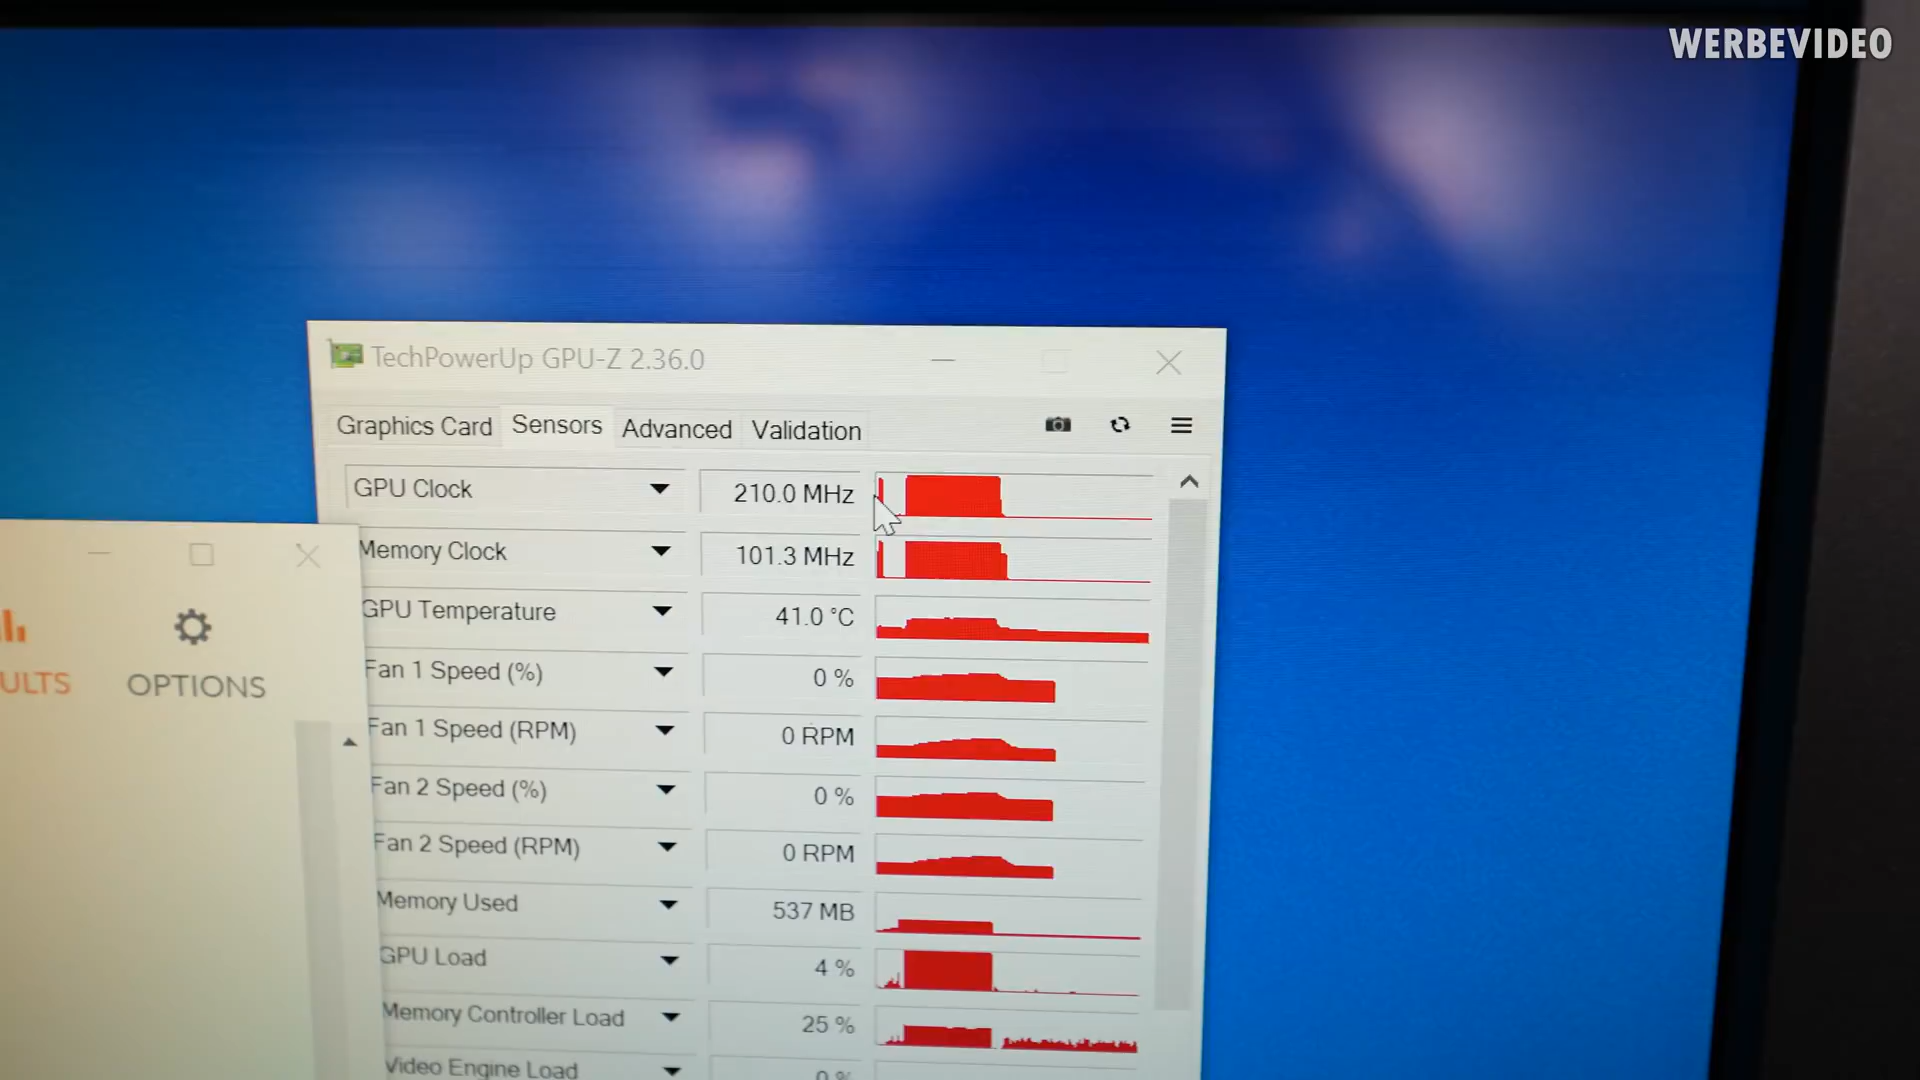 WERBEVIDEO
TechPowerUp GPU-Z 2.36.0
Graphics Card Sensors Advanced Validation
GPU Clock 210.0 MHz
Memory Clock 101.3 MHz
GPU Temperature 41.0 °C
Fan 1 Speed (%) 0 %
Fan 1 Speed (RPM) 0 RPM
Fan 2 Speed (%) 0 %
Fan 2 Speed (RPM) 0 RPM
Memory Used 537 MB
GPU Load 4 %
Memory Controller Load 25 %
Video Engine Load 0 %
ULTS OPTIONS